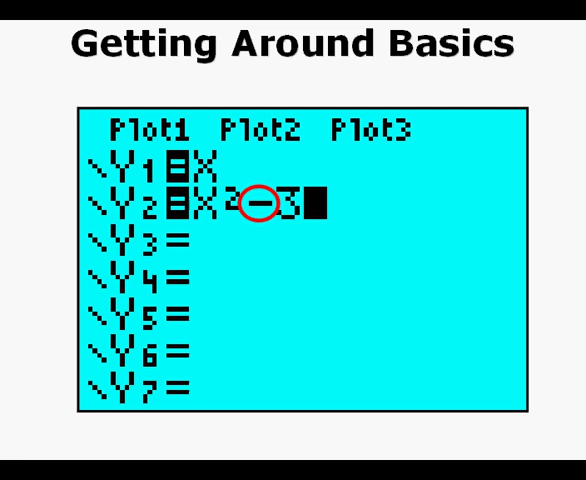 Getting Around Basics
Plot1 Plot2 Plot3
\Y1=X
\Y2=X²-3
\Y3=
\Y4=
\Y5=
\Y6=
\Y7=